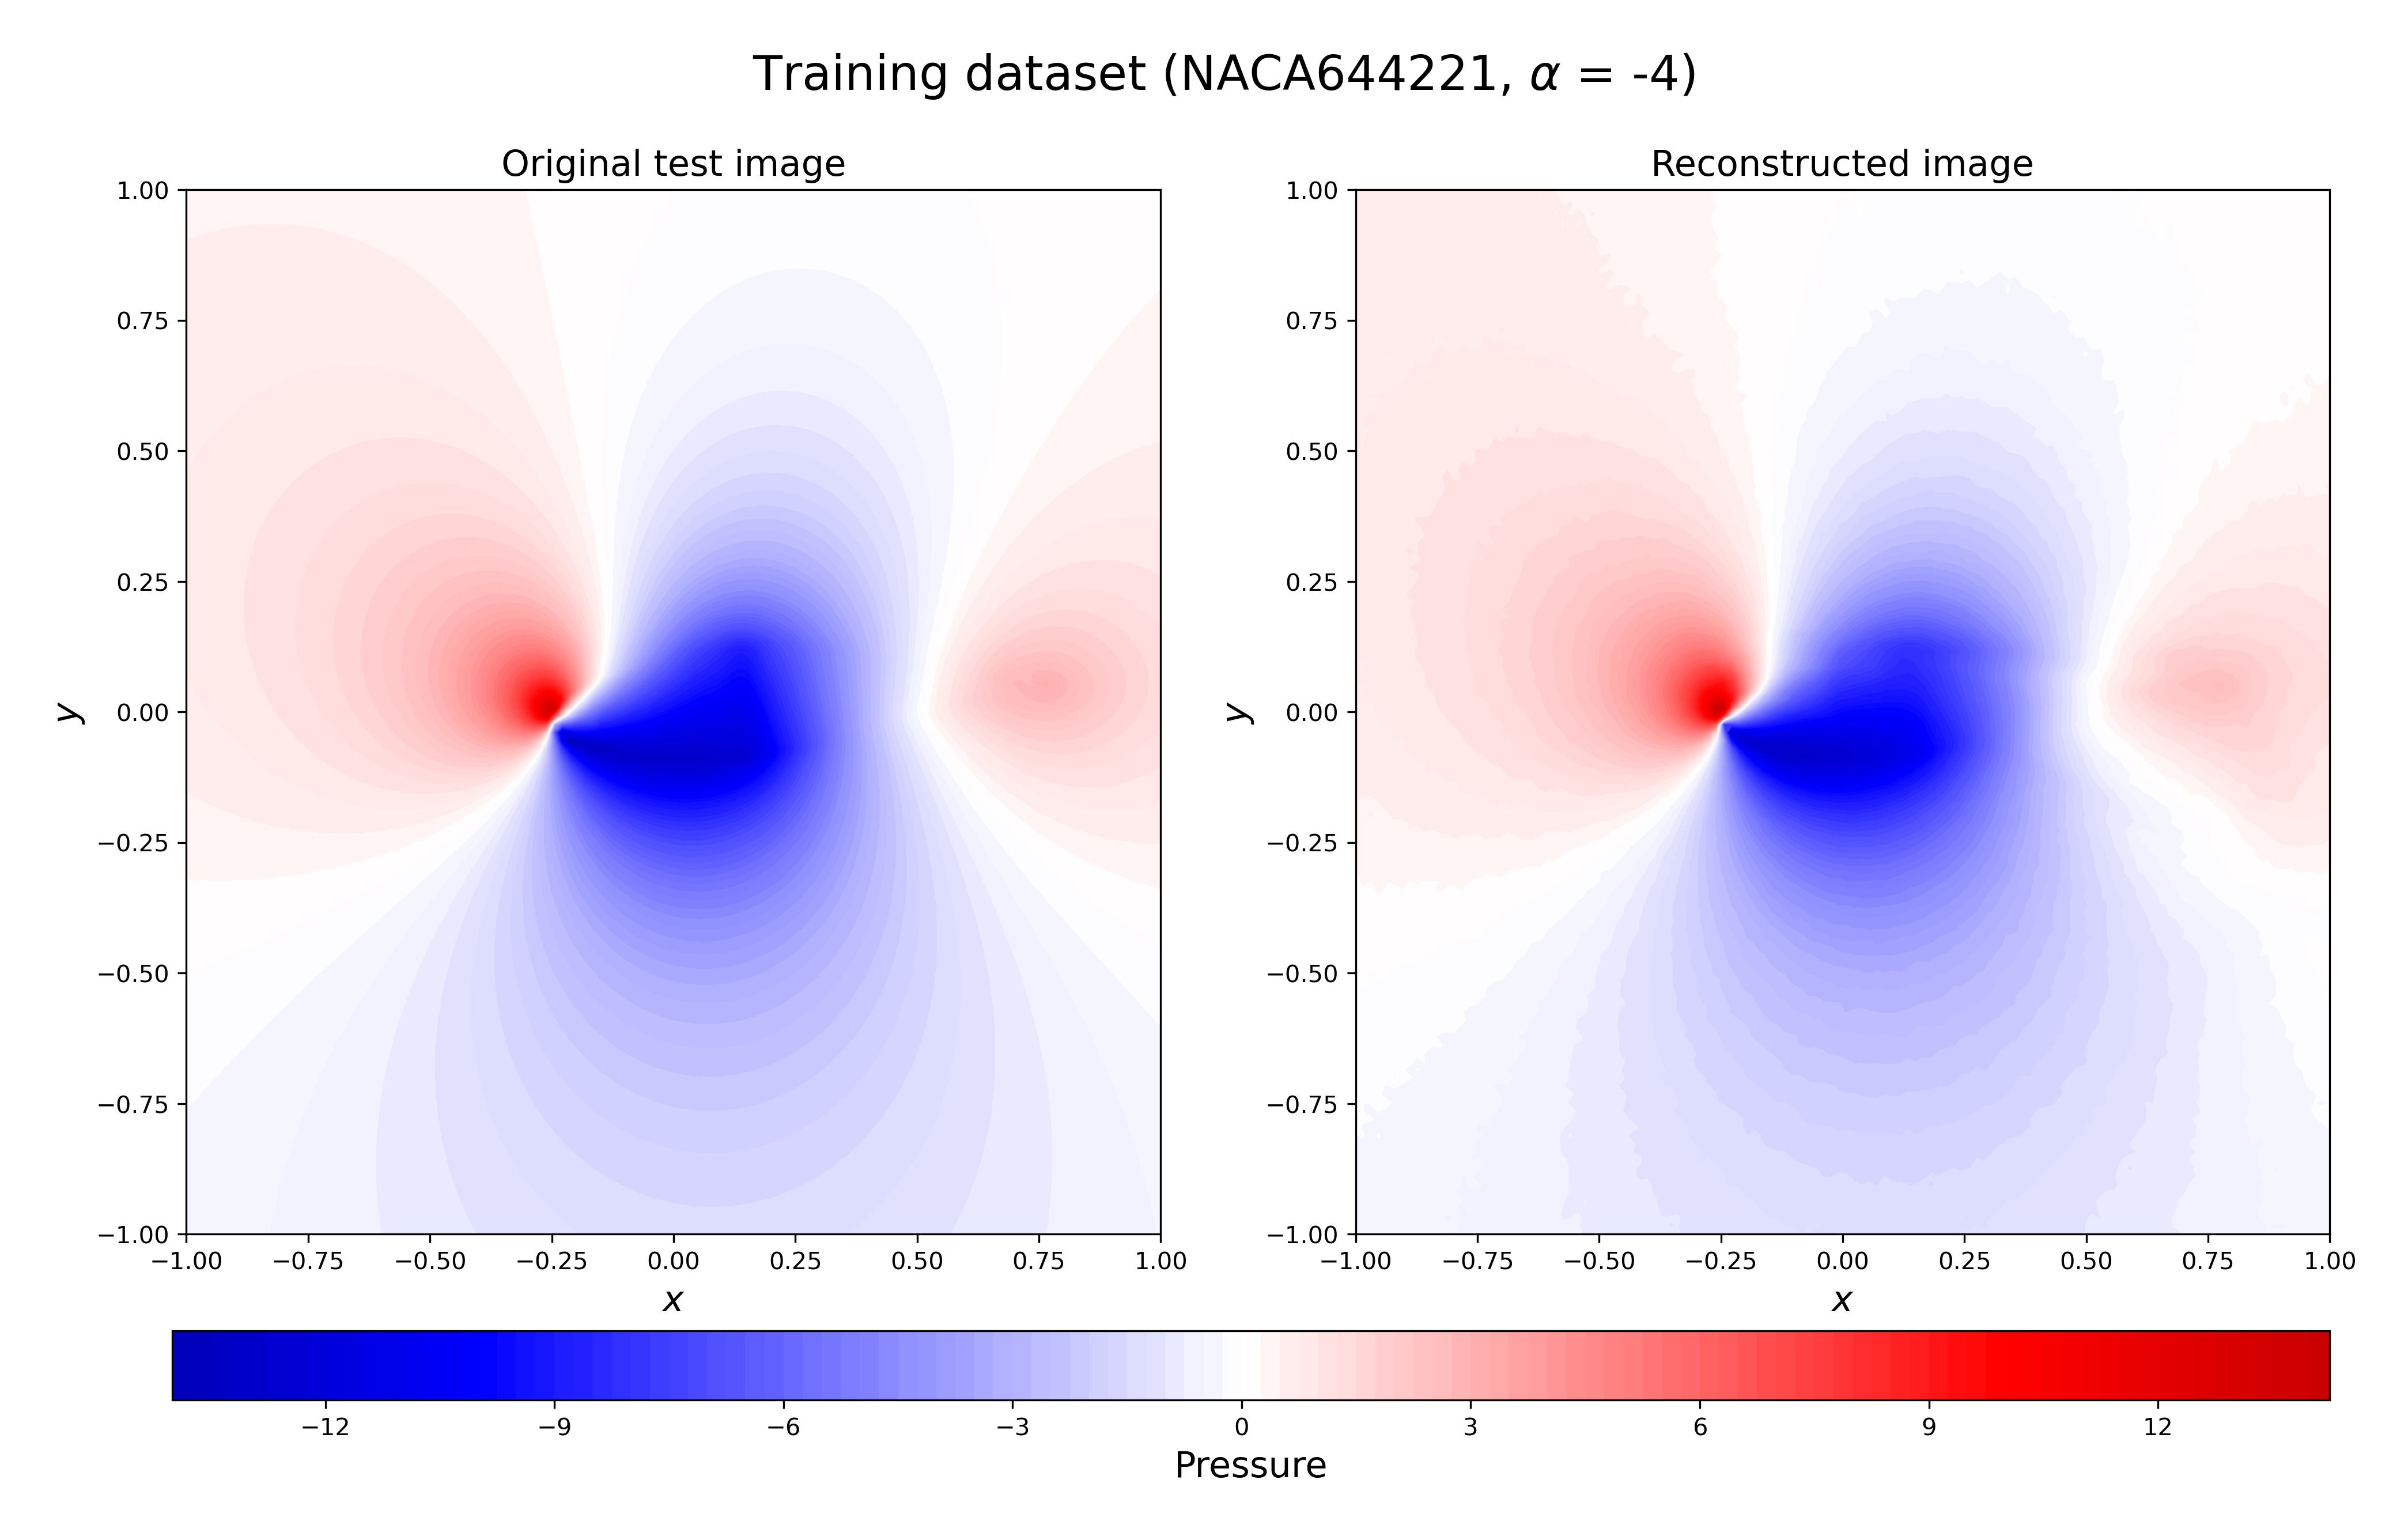 Training dataset (NACA644221, α = -4)
Original test image
Reconstructed image
1.00
0.75
0.50
0.25
0.00
−0.25
−0.50
−0.75
−1.00
y
−1.00 −0.75 −0.50 −0.25 0.00 0.25 0.50 0.75 1.00
x
1.00
0.75
0.50
0.25
0.00
−0.25
−0.50
−0.75
−1.00
y
−1.00 −0.75 −0.50 −0.25 0.00 0.25 0.50 0.75 1.00
x
−12 −9 −6 −3 0 3 6 9 12
Pressure